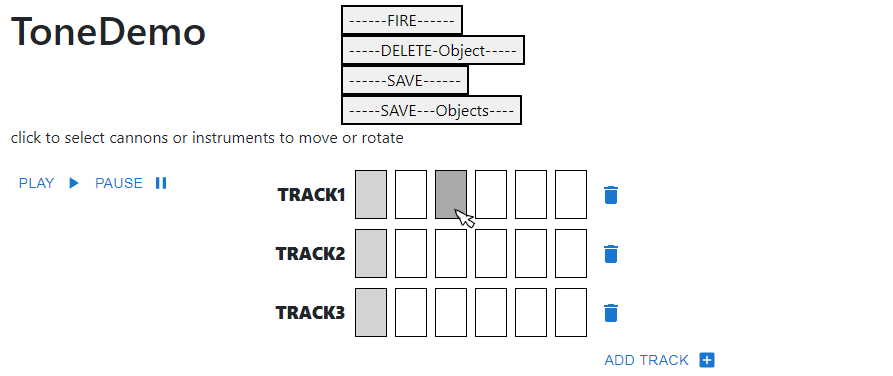 ToneDemo
------FIRE------
-----DELETE-Object-----
------SAVE------
-----SAVE---Objects----
click to select cannons or instruments to move or rotate
PLAY PAUSE
TRACK1
TRACK2
TRACK3
ADD TRACK